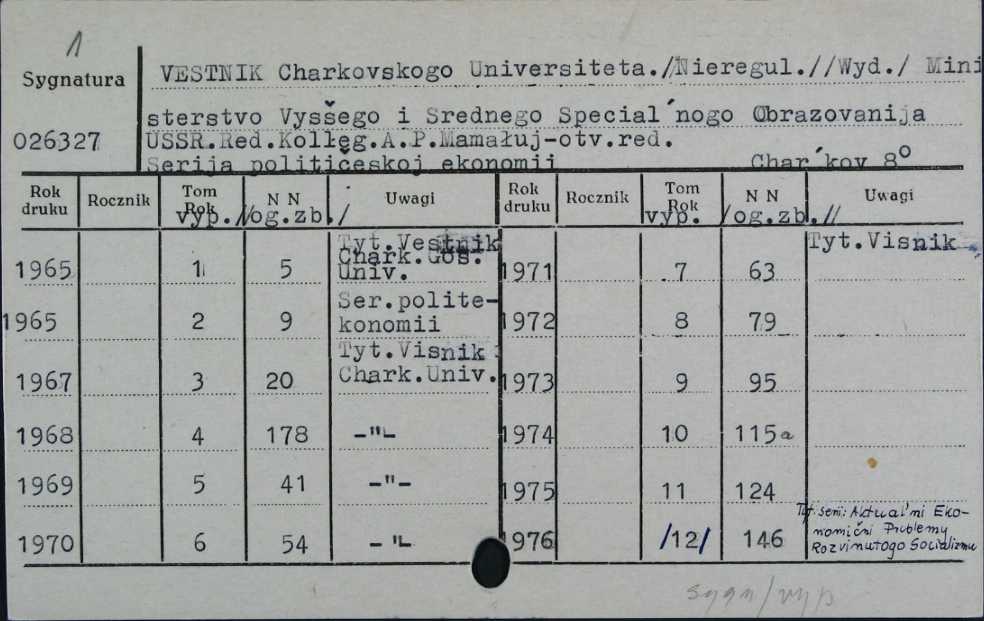 1
Sygnatura
026327
VESTNIK Charkovskogo Universiteta./Nieregul.//Wyd./ Mini
sterstvo Vysšego i Srednego Special´nogo Obrazovanija
USSR.Red.Kolleg.A.P.Mamałuj-otv.red.
Serija političeskoj ekonomii Char´kov 8°
Rok druku Rocznik Tom Rok N N Uwagi Rok druku Rocznik Tom Rok N N Uwagi
vyp. //og.zb./ vyp. /og.zb.//
1965 1 5 Tyt.Vestnik
Chark.Gos.
Univ.
1965 2 9 Ser.polite-
konomii
1967 3 20 Tyt.Visnik
Chark.Univ.
1968 4 178 -"-
1969 5 41 -"-
1970 6 54 -"-
1971 7 63 Tyt.Visnik
1972 8 79
1973 9 95
1974 10 115a
1975 11 124
1976 /12/ 146 Tyt. serii: Aktual'ni Eko-
nomični Problemy
Rozvinutogo Socializmu
sygn/vyp